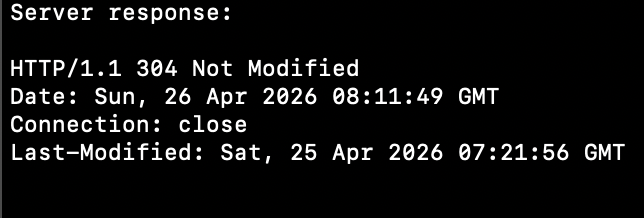 Server response:
HTTP/1.1 304 Not Modified
Date: Sun, 26 Apr 2026 08:11:49 GMT
Connection: close
Last-Modified: Sat, 25 Apr 2026 07:21:56 GMT